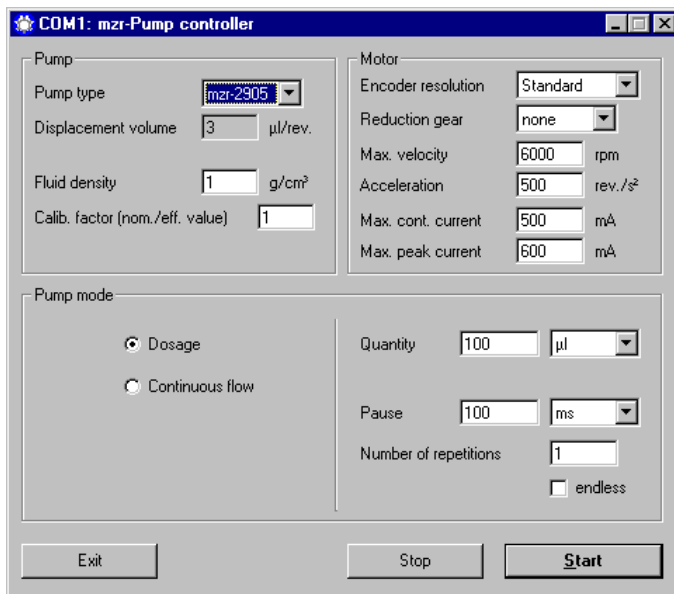 COM1: mzr-Pump controller
Pump
Pump type mzr-2905
Displacement volume 3 µl/rev.
Fluid density 1 g/cm³
Calib. factor (nom./eff. value) 1
Motor
Encoder resolution Standard
Reduction gear none
Max. velocity 6000 rpm
Acceleration 500 rev./s²
Max. cont. current 500 mA
Max. peak current 600 mA
Pump mode
Dosage
Continuous flow
Quantity 100 µl
Pause 100 ms
Number of repetitions 1
endless
Exit Stop Start